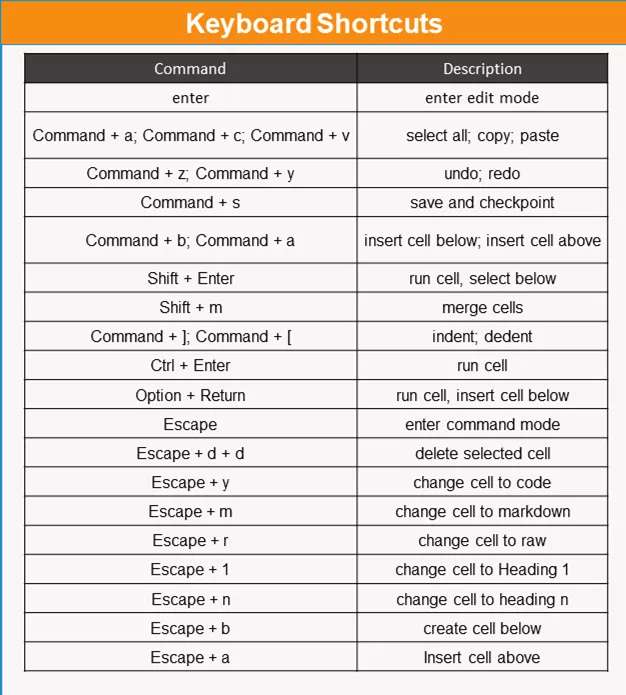 Keyboard Shortcuts
Command Description
enter enter edit mode
Command + a; Command + c; Command + v select all; copy; paste
Command + z; Command + y undo; redo
Command + s save and checkpoint
Command + b; Command + a insert cell below; insert cell above
Shift + Enter run cell, select below
Shift + m merge cells
Command + ]; Command + [ indent; dedent
Ctrl + Enter run cell
Option + Return run cell, insert cell below
Escape enter command mode
Escape + d + d delete selected cell
Escape + y change cell to code
Escape + m change cell to markdown
Escape + r change cell to raw
Escape + 1 change cell to Heading 1
Escape + n change cell to heading n
Escape + b create cell below
Escape + a Insert cell above